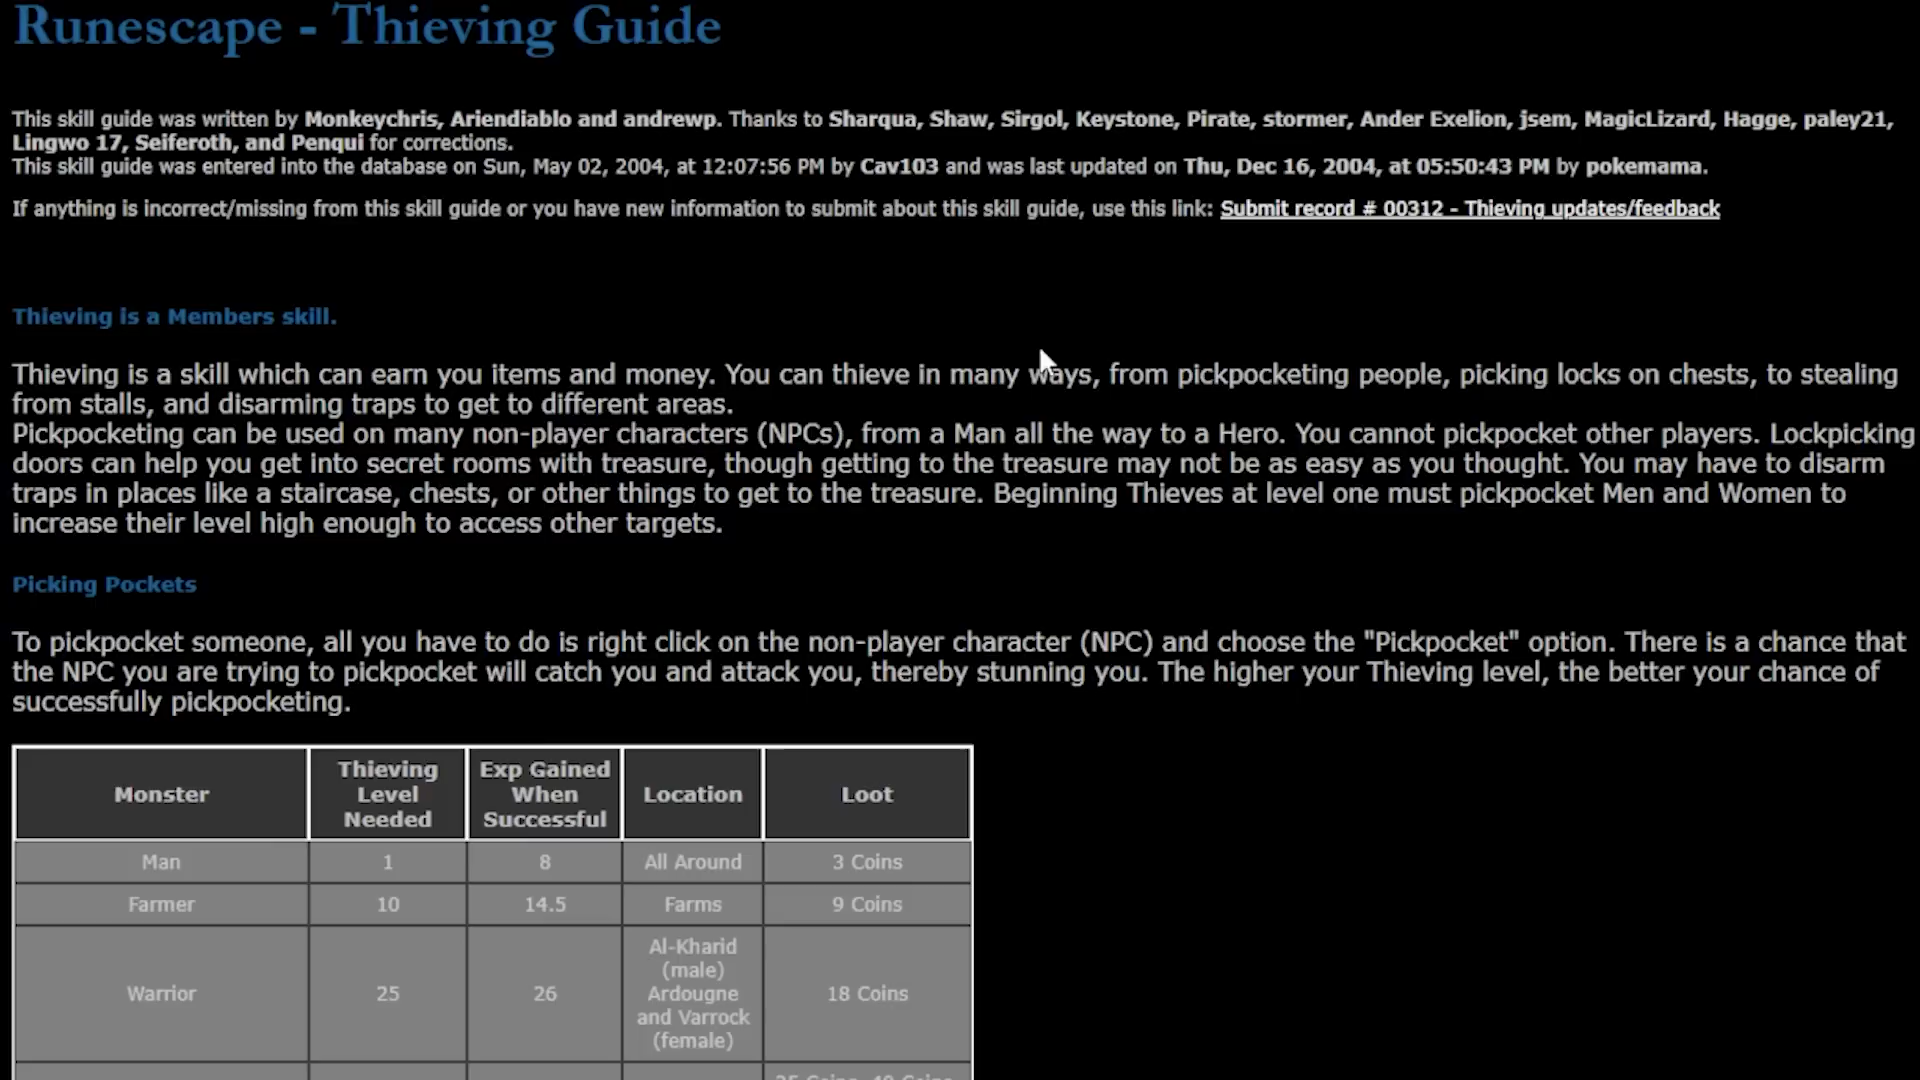 Runescape - Thieving Guide
This skill guide was written by Monkeychris, Ariendiablo and andrewp. Thanks to Sharqua, Shaw, Sirgol, Keystone, Pirate, stormer, Ander Exelion, jsem, MagicLizard, Hagge, paley21,
Lingwo 17, Seiferoth, and Penqui for corrections.
This skill guide was entered into the database on Sun, May 02, 2004, at 12:07:56 PM by Cav103 and was last updated on Thu, Dec 16, 2004, at 05:50:43 PM by pokemama.
If anything is incorrect/missing from this skill guide or you have new information to submit about this skill guide, use this link: Submit record # 00312 - Thieving updates/feedback
Thieving is a Members skill.
Thieving is a skill which can earn you items and money. You can thieve in many ways, from pickpocketing people, picking locks on chests, to stealing
from stalls, and disarming traps to get to different areas.
Pickpocketing can be used on many non-player characters (NPCs), from a Man all the way to a Hero. You cannot pickpocket other players. Lockpicking
doors can help you get into secret rooms with treasure, though getting to the treasure may not be as easy as you thought. You may have to disarm
traps in places like a staircase, chests, or other things to get to the treasure. Beginning Thieves at level one must pickpocket Men and Women to
increase their level high enough to access other targets.
Picking Pockets
To pickpocket someone, all you have to do is right click on the non-player character (NPC) and choose the "Pickpocket" option. There is a chance that
the NPC you are trying to pickpocket will catch you and attack you, thereby stunning you. The higher your Thieving level, the better your chance of
successfully pickpocketing.
Monster
Thieving
Level
Needed
Exp Gained
When
Successful
Location
Loot
Man
1
8
All Around
3 Coins
Farmer
10
14.5
Farms
9 Coins
Warrior
25
26
Al-Kharid
(male)
Ardougne
and Varrock
(female)
18 Coins